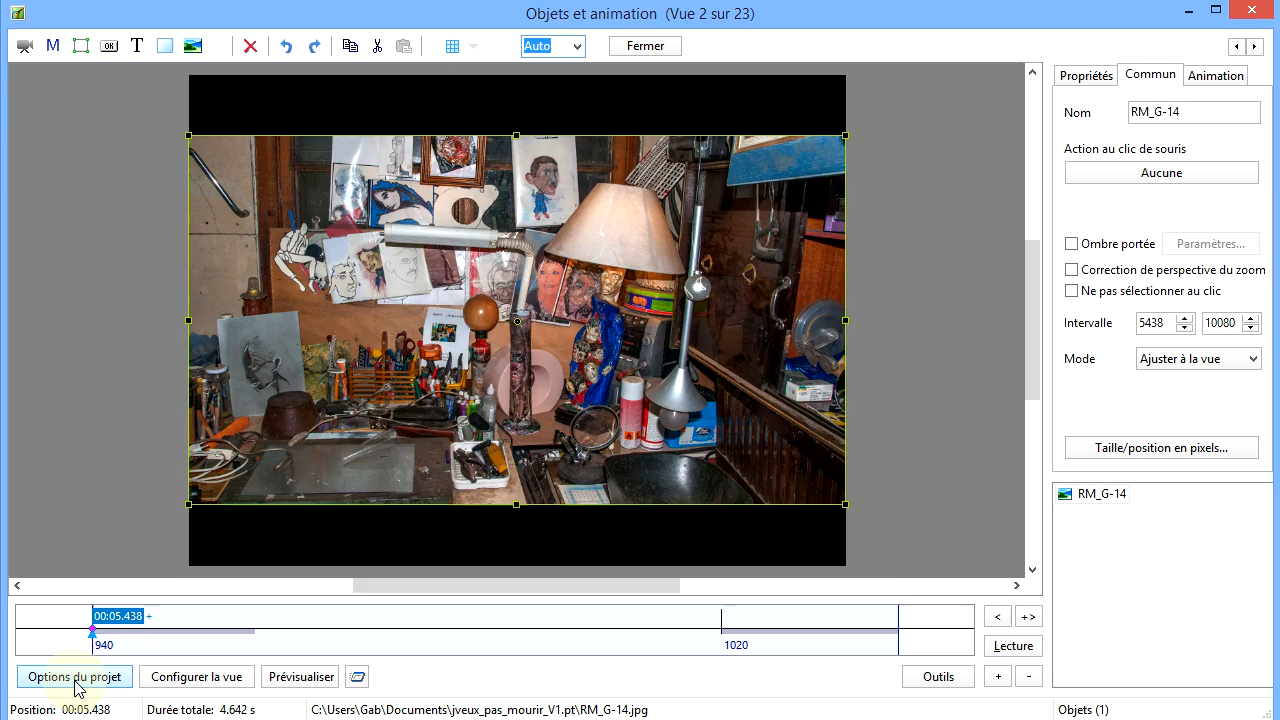 Objets et animation (Vue 2 sur 23)
M
OK
T
Auto
Fermer
Propriétés
Commun
Animation
Nom
RM_G-14
Action au clic de souris
Aucune
Ombre portée
Paramètres...
Correction de perspective du zoom
Ne pas sélectionner au clic
Intervalle
5438
10080
Mode
Ajuster à la vue
Taille/position en pixels...
RM_G-14
00:05.438 +
940
1020
<
+>
Lecture
Options du projet
Configurer la vue
Prévisualiser
Outils
+
-
Position: 00:05.438
Durée totale: 4.642 s
C:\Users\Gab\Documents\jveux_pas_mourir_V1.pt\RM_G-14.jpg
Objets (1)